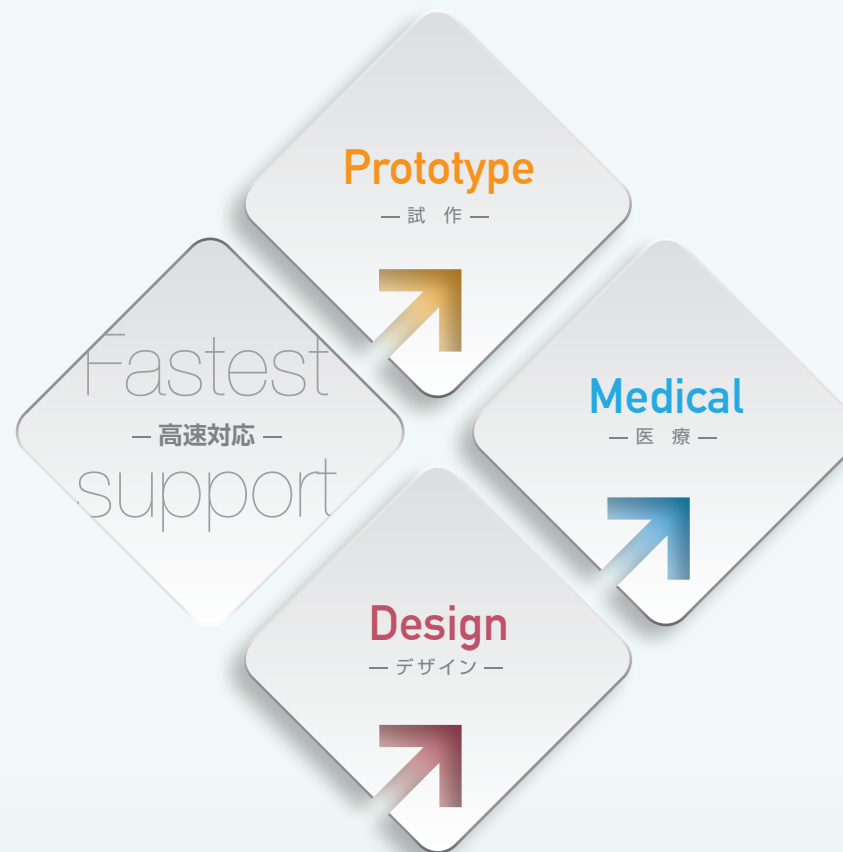 Prototype
— 試 作 —
Fastest
— 高速対応 —
support
Medical
— 医 療 —
Design
— デザイン —